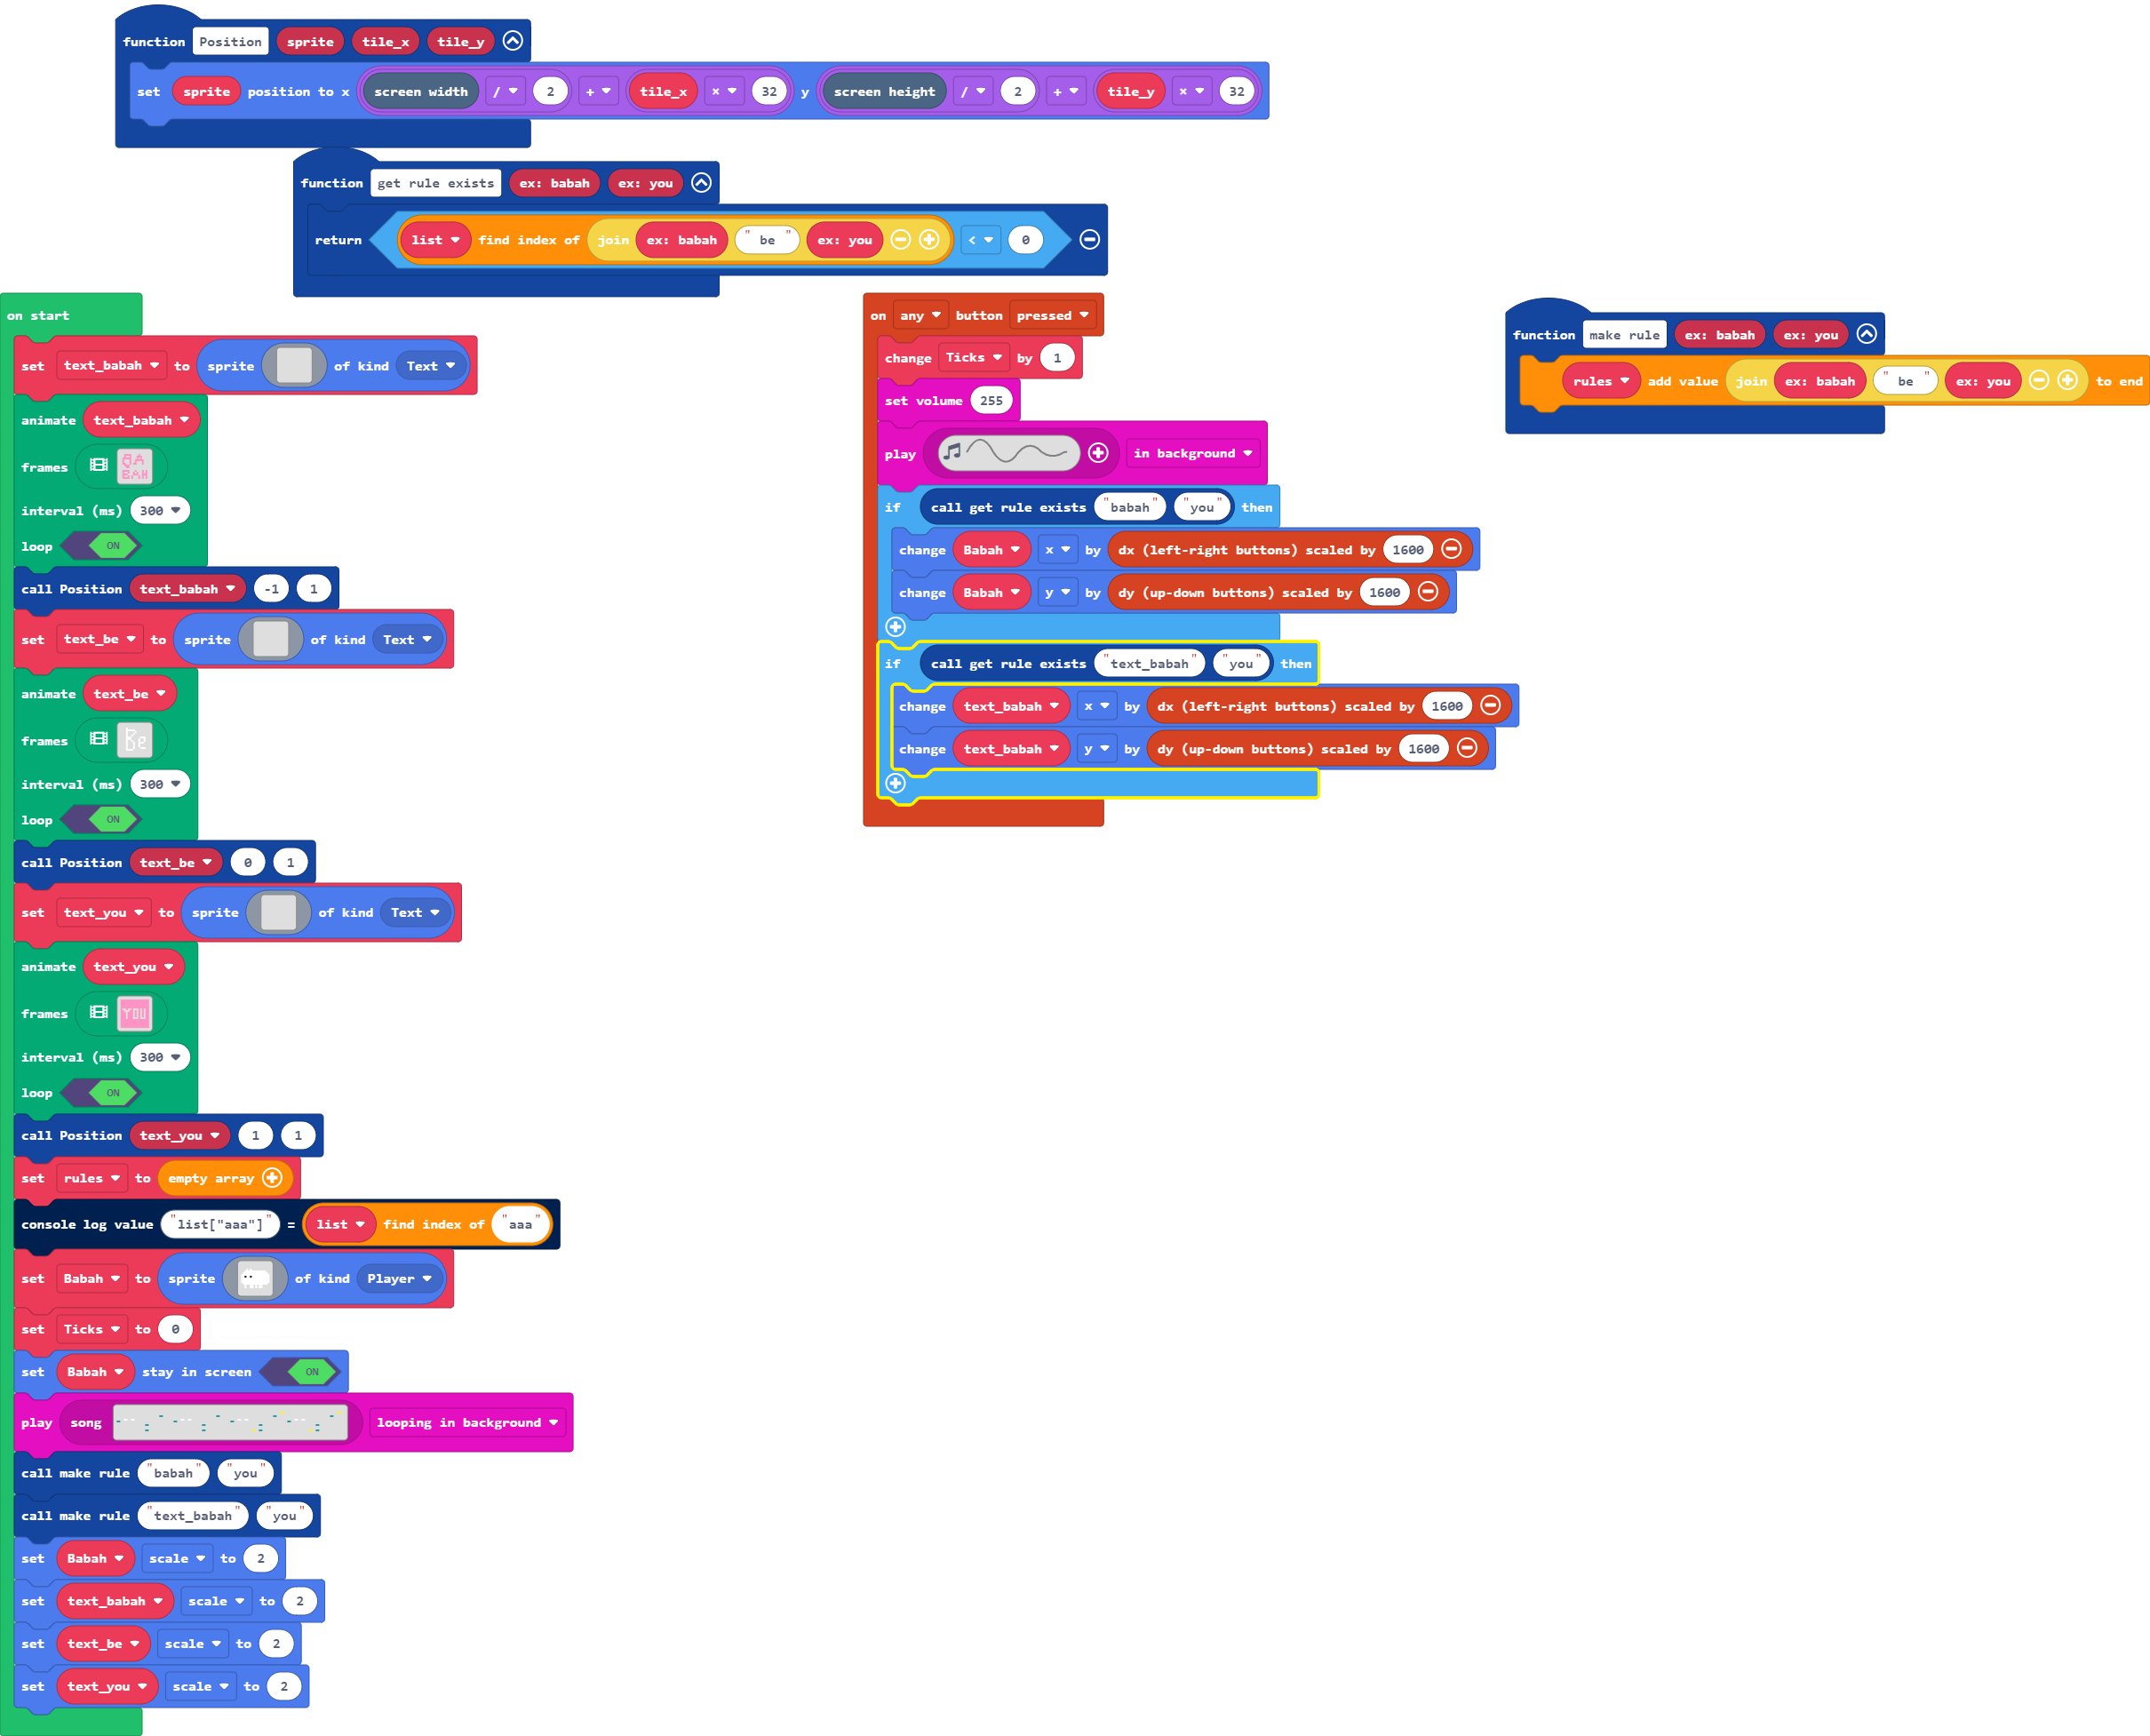 function Position sprite tile_x tile_y
set sprite position to x screen width / 2 + tile_x × 32 y screen height / 2 + tile_y × 32
function get rule exists ex: babah ex: you
return list find index of join ex: babah " be " ex: you < 0
on start
set text_babah to sprite of kind Text
animate text_babah
frames BA BAH
interval (ms) 300
loop ON
call Position text_babah -1 1
set text_be to sprite of kind Text
animate text_be
frames Be
interval (ms) 300
loop ON
call Position text_be 0 1
set text_you to sprite of kind Text
animate text_you
frames YOU
interval (ms) 300
loop ON
call Position text_you 1 1
set rules to empty array
console log value "list["aaa"]" = list find index of "aaa"
set Babah to sprite of kind Player
set Ticks to 0
set Babah stay in screen ON
play song looping in background
call make rule "babah" "you"
call make rule "text_babah" "you"
set Babah scale to 2
set text_babah scale to 2
set text_be scale to 2
set text_you scale to 2
on any button pressed
change Ticks by 1
set volume 255
play in background
if call get rule exists "babah" "you" then
change Babah x by dx (left-right buttons) scaled by 1600
change Babah y by dy (up-down buttons) scaled by 1600
if call get rule exists "text_babah" "you" then
change text_babah x by dx (left-right buttons) scaled by 1600
change text_babah y by dy (up-down buttons) scaled by 1600
function make rule ex: babah ex: you
rules add value join ex: babah " be " ex: you to end